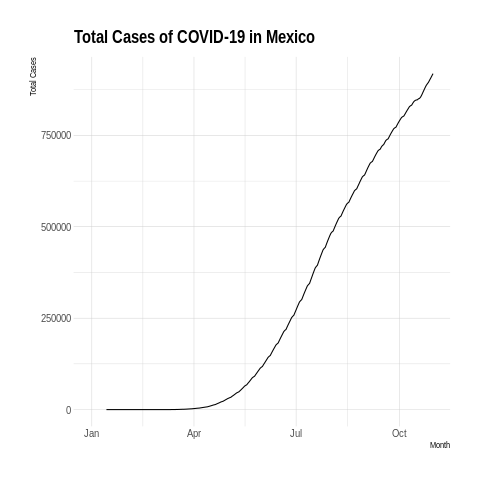 Total Cases of COVID-19 in Mexico
Total Cases
750000
500000
250000
0
Jan Apr Jul Oct
Month